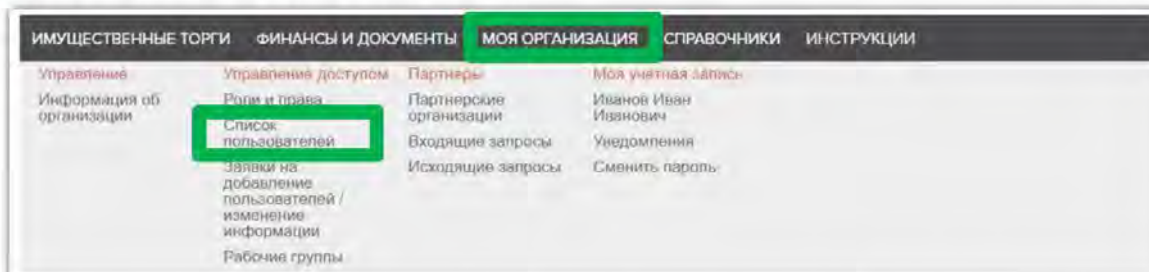 ИМУЩЕСТВЕННЫЕ ТОРГИ ФИНАНСЫ И ДОКУМЕНТЫ МОЯ ОРГАНИЗАЦИЯ СПРАВОЧНИКИ ИНСТРУКЦИИ
Управление
Информация об
организации
Управление доступом
Роли и права
Список
пользователей
Заявки на
добавление
пользователей /
изменение
информации
Рабочие группы
Партнеры
Партнерские
организации
Входящие запросы
Исходящие запросы
Моя учетная запись
Иванов Иван
Иванович
Уведомления
Сменить пароль